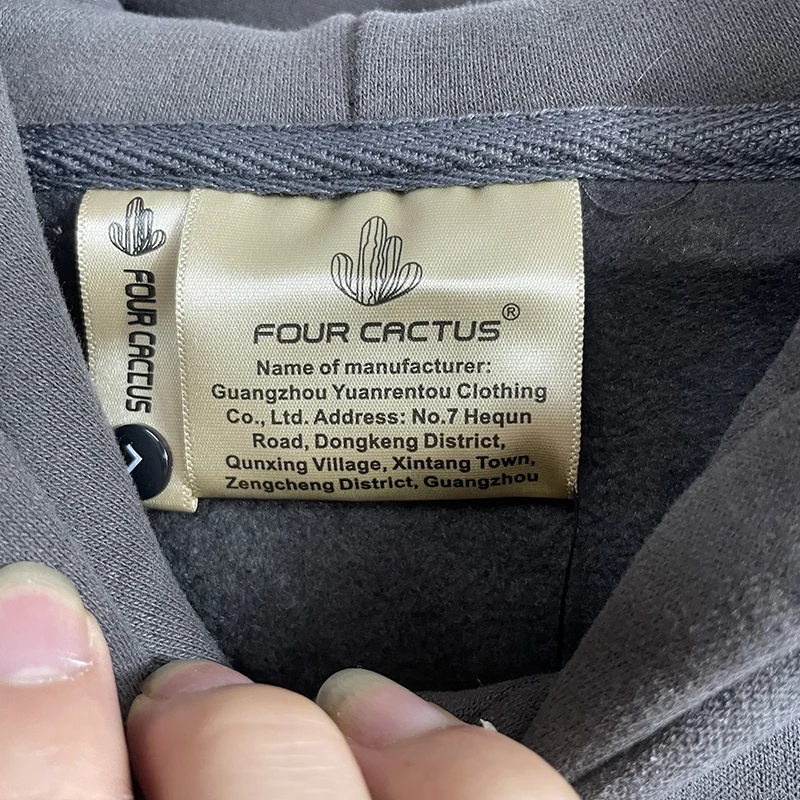 FOUR CACTUS
FOUR CACTUS®
Name of manufacturer:
Guangzhou Yuanrentou Clothing
Co., Ltd. Address: No.7 Hequn
Road, Dongkeng District,
Qunxing Village, Xintang Town,
Zengcheng District, Guangzhou